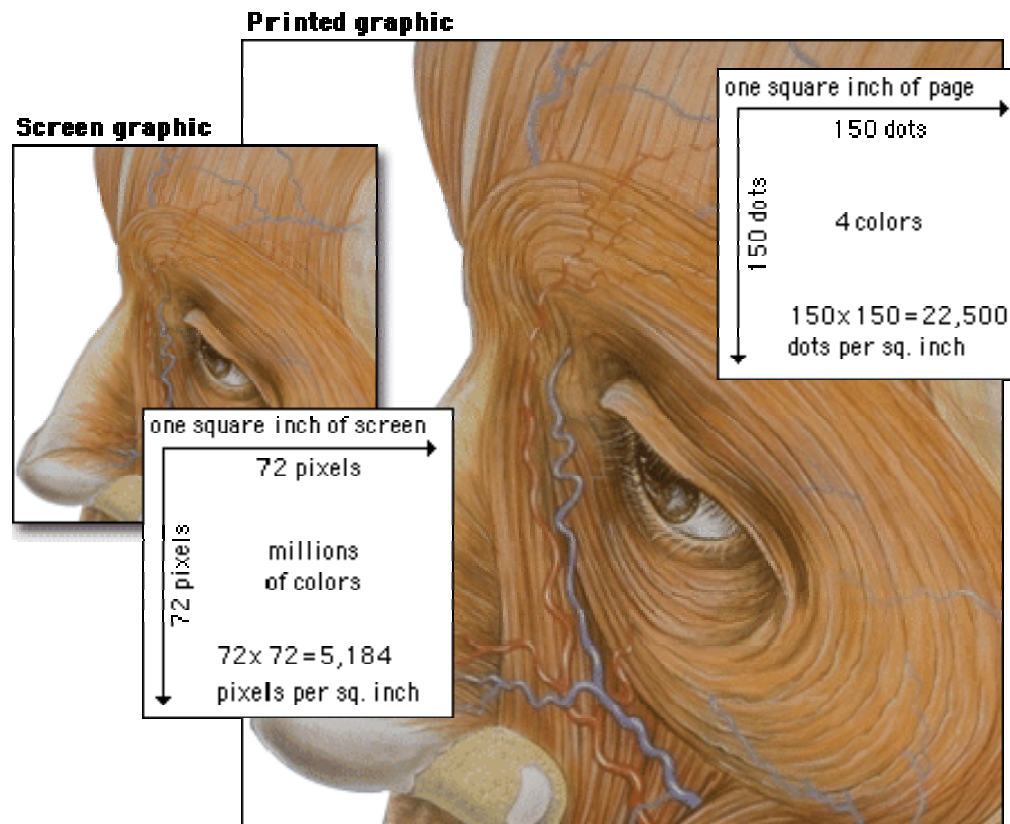 Printed graphic
one square inch of page
150 dots
150 dots
4 colors
150x150=22,500
dots per sq. inch
Screen graphic
one square inch of screen
72 pixels
72 pixels
millions
of colors
72x72=5,184
pixels per sq. inch